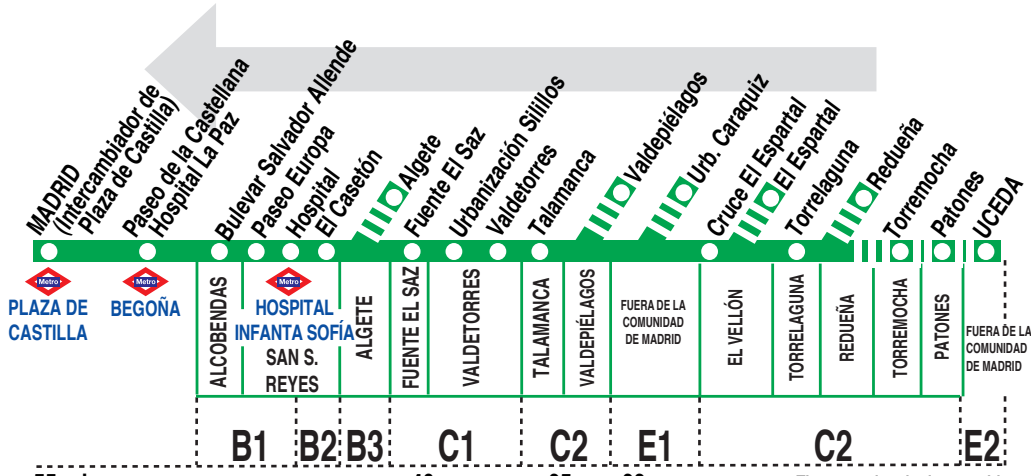 MADRID
(Intercambiador de
Plaza de Castilla)
Paseo de la Castellana
Hospital La Paz
Bulevar Salvador Allende
Paseo Europa
Hospital
El Casetón
Algete
Fuente El Saz
Urbanización Silillos
Valdetorres
Talamanca
Valdepiélagos
Urb. Caraquiz
Cruce El Espartal
El Espartal
Torrelaguna
Redueña
Torremocha
Patones
UCEDA
Metro
PLAZA DE
CASTILLA
Metro
BEGOÑA
Metro
HOSPITAL
INFANTA SOFÍA
ALCOBENDAS
SAN S.
REYES
ALGETE
FUENTE EL SAZ
VALDETORRES
TALAMANCA
VALDEPIÉLAGOS
FUERA DE LA
COMUNIDAD
DE MADRID
EL VELLÓN
TORRELAGUNA
REDUEÑA
TORREMOCHA
PATONES
FUERA DE LA
COMUNIDAD
DE MADRID
B1 B2 B3 C1 C2 E1 C2 E2